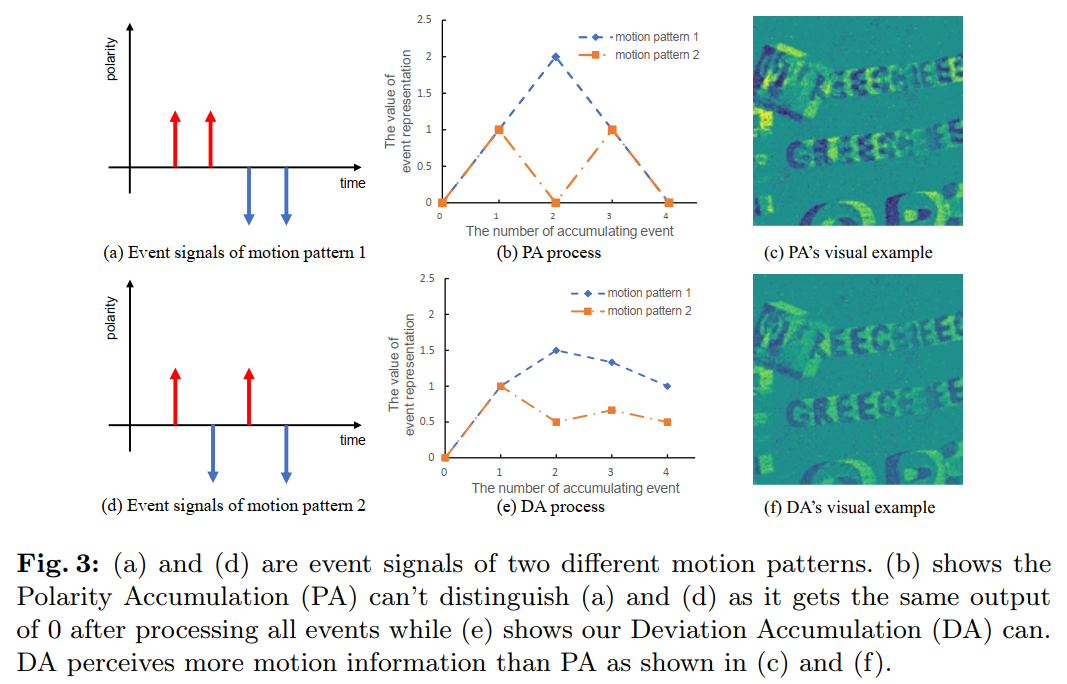 polarity
time
(a) Event signals of motion pattern 1
2.5
2
1.5
1
0.5
0
The value of
event representation
motion pattern 1
motion pattern 2
0 1 2 3 4
The number of accumulating event
(b) PA process
GREECE
(c) PA's visual example
polarity
time
(d) Event signals of motion pattern 2
2.5
2
1.5
1
0.5
0
The value of
event representation
motion pattern 1
motion pattern 2
0 1 2 3 4
The number of accumulating event
(e) DA process
GREECE
(f) DA's visual example
Fig. 3: (a) and (d) are event signals of two different motion patterns. (b) shows the
Polarity Accumulation (PA) can't distinguish (a) and (d) as it gets the same output
of 0 after processing all events while (e) shows our Deviation Accumulation (DA) can.
DA perceives more motion information than PA as shown in (c) and (f).